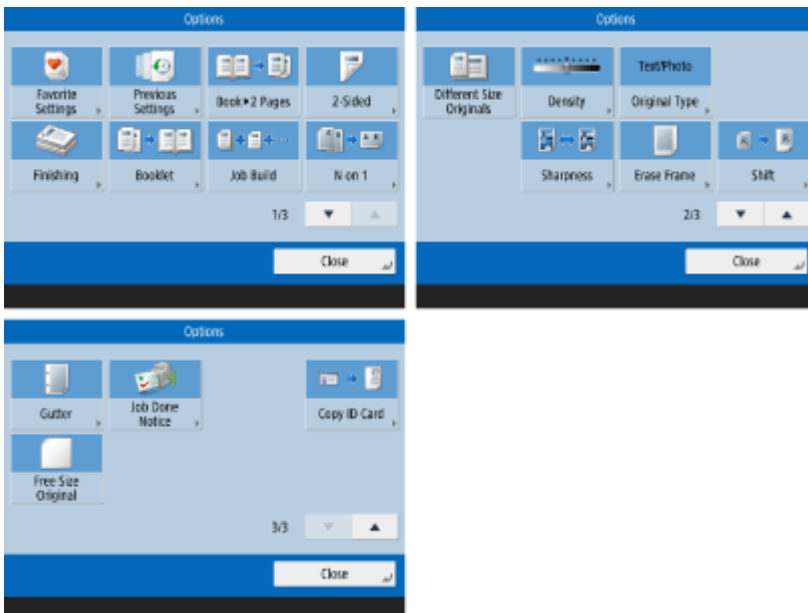 Options
Favorite
Settings
Previous
Settings
Book▸2 Pages
2-Sided
Finishing
Booklet
Job Build
N on 1
1/3
Close
Options
Different Size
Originals
Density
Text/Photo
Original Type
Sharpness
Erase Frame
Shift
2/3
Close
Options
Gutter
Job Done
Notice
Copy ID Card
Free Size
Original
3/3
Close